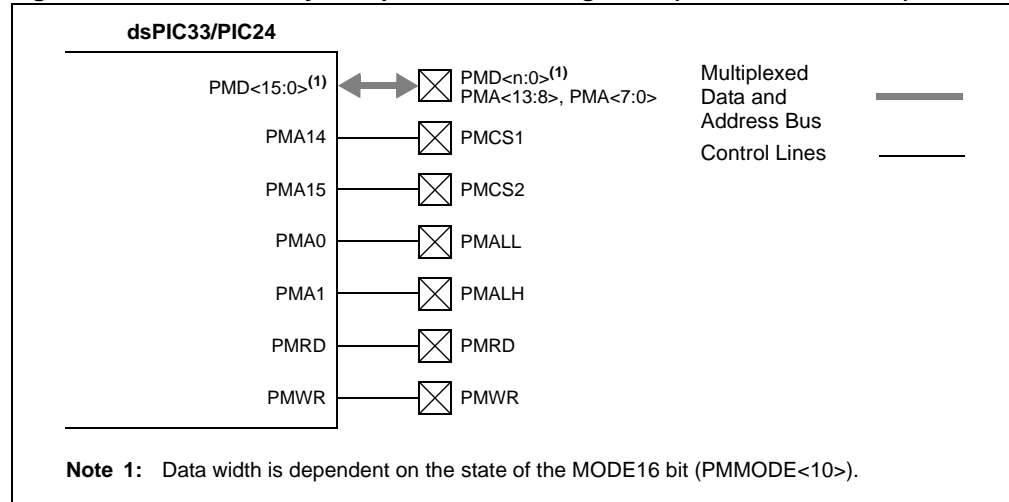 dsPIC33/PIC24
PMD<15:0>(1)
PMD<n:0>(1)
PMA<13:8>, PMA<7:0>
Multiplexed
Data and
Address Bus
PMA14
PMCS1
Control Lines
PMA15
PMCS2
PMA0
PMALL
PMA1
PMALH
PMRD
PMRD
PMWR
PMWR
Note 1: Data width is dependent on the state of the MODE16 bit (PMMODE<10>).